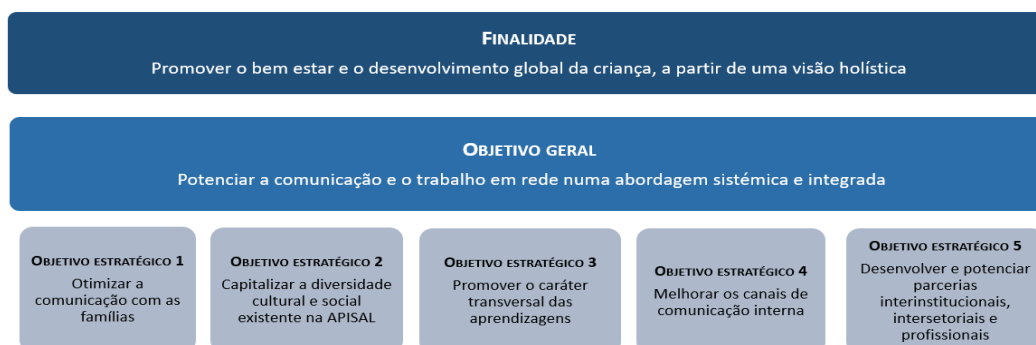 FINALIDADE
Promover o bem estar e o desenvolvimento global da criança, a partir de uma visão holística
OBJETIVO GERAL
Potenciar a comunicação e o trabalho em rede numa abordagem sistémica e integrada
OBJETIVO ESTRATÉGICO 1
Otimizar a
comunicação com as
famílias
OBJETIVO ESTRATÉGICO 2
Capitalizar a diversidade
cultural e social
existente na APISAL
OBJETIVO ESTRATÉGICO 3
Promover o caráter
transversal das
aprendizagens
OBJETIVO ESTRATÉGICO 4
Melhorar os canais de
comunicação interna
OBJETIVO ESTRATÉGICO 5
Desenvolver e potenciar
parcerias
interinstitucionais,
intersetoriais e
profissionais